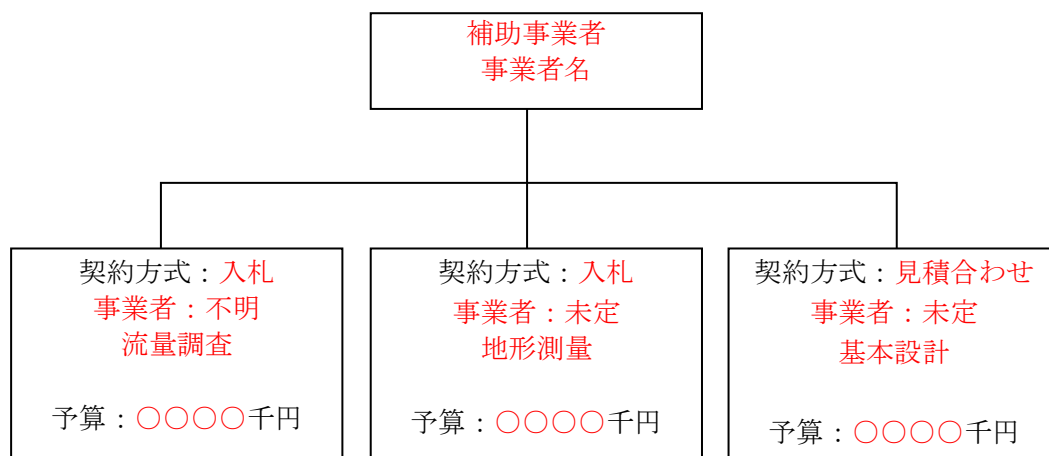 補助事業者
事業者名
契約方式：入札
事業者：不明
流量調査
予算：○○○○千円
契約方式：入札
事業者：未定
地形測量
予算：○○○○千円
契約方式：見積合わせ
事業者：未定
基本設計
予算：○○○○千円